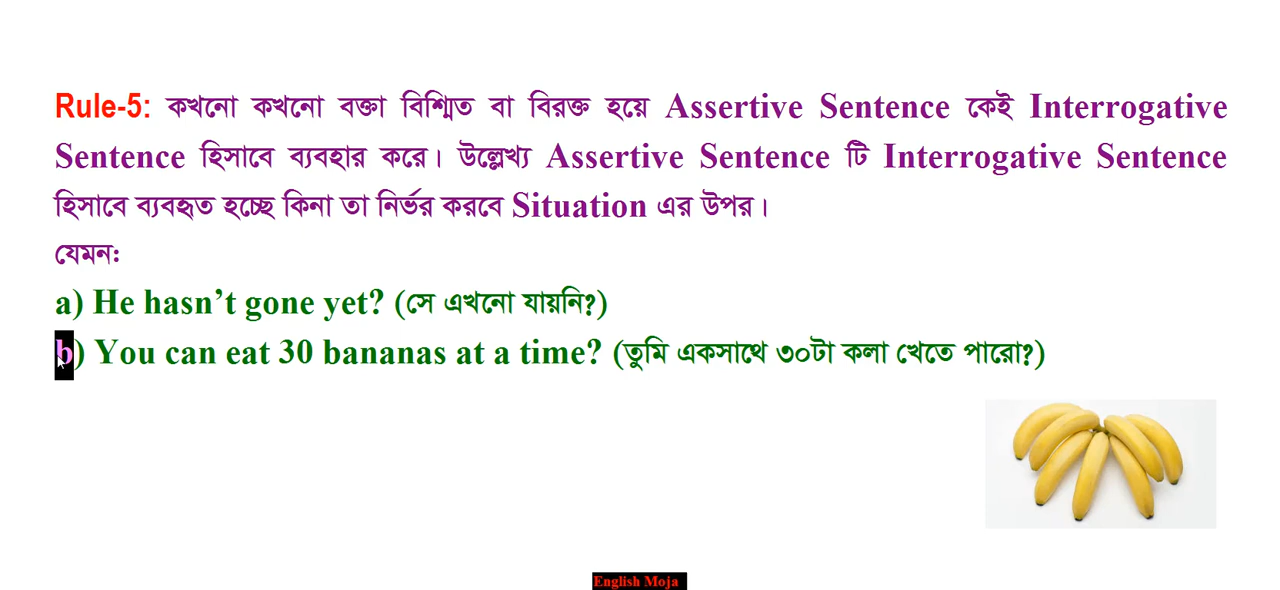 Rule-5: কখনো কখনো বক্তা বিশ্মিত বা বিরক্ত হয়ে Assertive Sentence কেই Interrogative
Sentence হিসাবে ব্যবহার করে। উল্লেখ্য Assertive Sentence টি Interrogative Sentence
হিসাবে ব্যবহৃত হচ্ছে কিনা তা নির্ভর করবে Situation এর উপর।
যেমন:
a) He hasn’t gone yet? (সে এখনো যায়নি?)
b) You can eat 30 bananas at a time? (তুমি একসাথে ৩০টা কলা খেতে পারো?)
English Moja